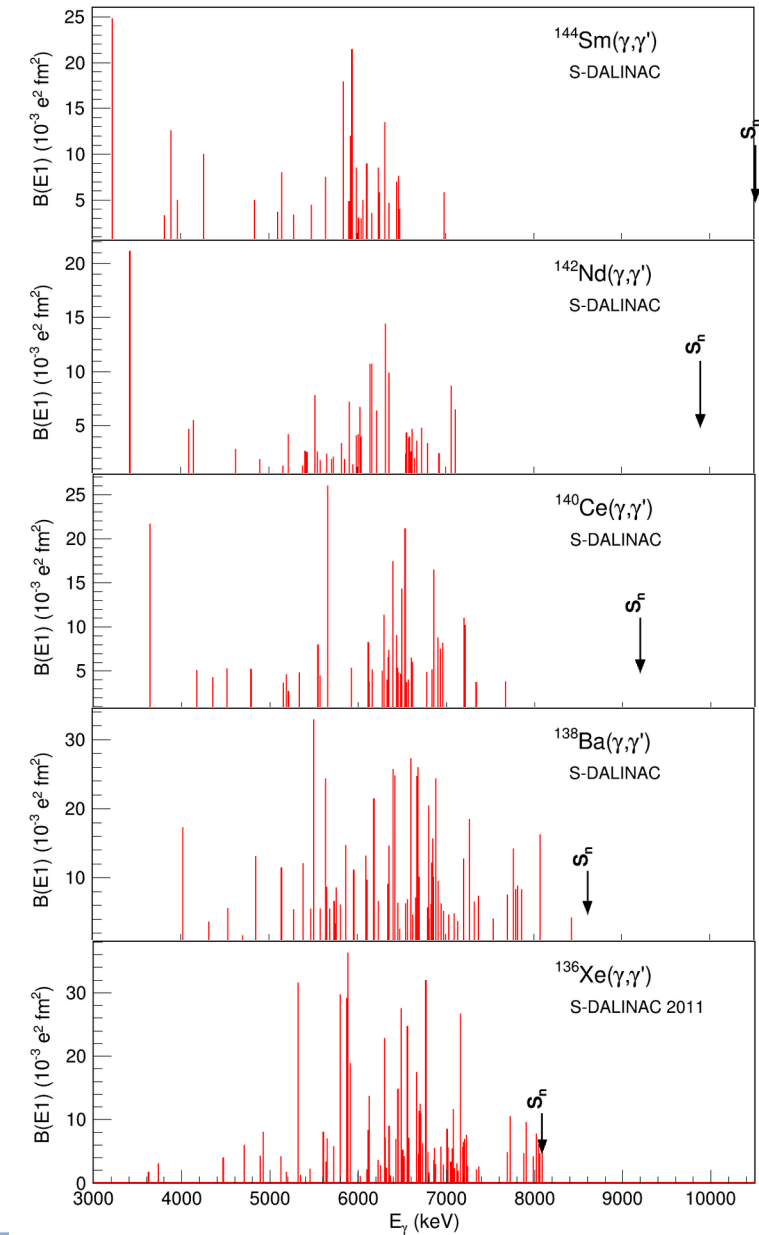 25
20
15
10
5
B(E1) (10⁻³ e² fm²)
¹⁴⁴Sm(γ,γ')
S-DALINAC
Sₙ
20
15
10
5
B(E1) (10⁻³ e² fm²)
¹⁴²Nd(γ,γ')
S-DALINAC
Sₙ
25
20
15
10
5
B(E1) (10⁻³ e² fm²)
¹⁴⁰Ce(γ,γ')
S-DALINAC
Sₙ
30
20
10
B(E1) (10⁻³ e² fm²)
¹³⁸Ba(γ,γ')
S-DALINAC
Sₙ
30
20
10
0
B(E1) (10⁻³ e² fm²)
¹³⁶Xe(γ,γ')
S-DALINAC 2011
Sₙ
3000 4000 5000 6000 7000 8000 9000 10000
Eᵧ (keV)